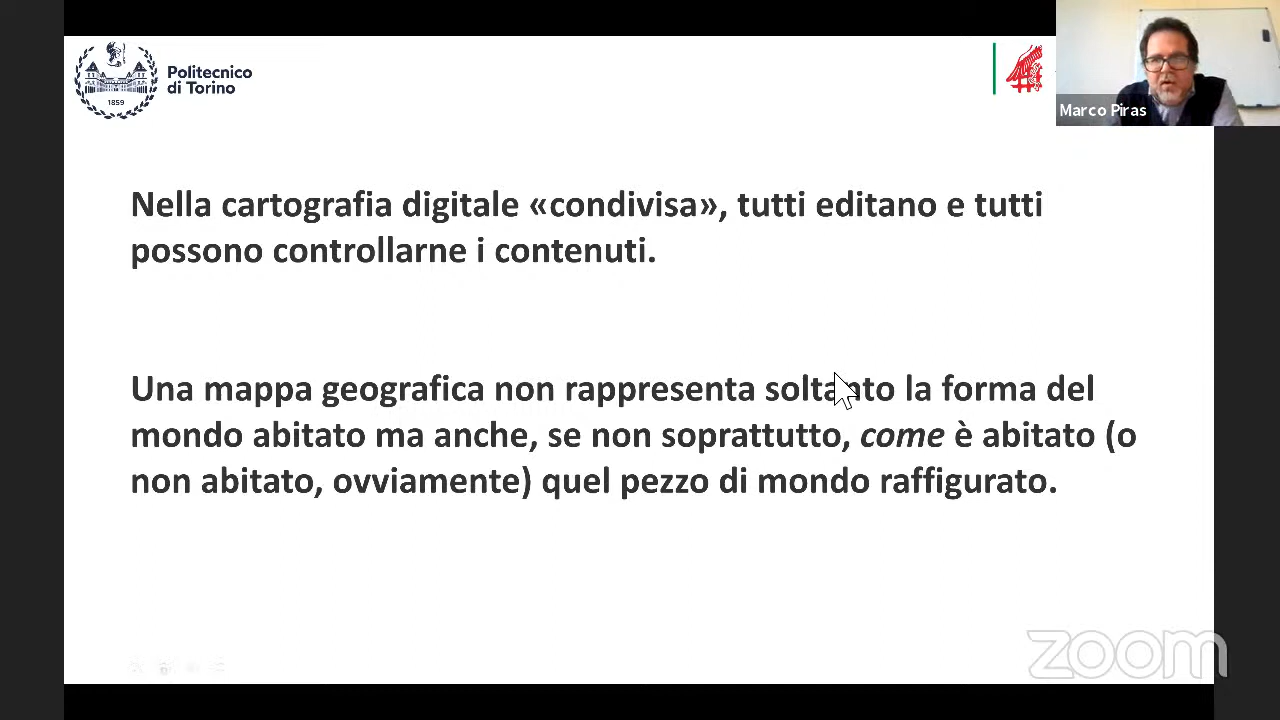 Politecnico
di Torino
1859
Marco Piras
Nella cartografia digitale «condivisa», tutti editano e tutti
possono controllarne i contenuti.
Una mappa geografica non rappresenta soltanto la forma del
mondo abitato ma anche, se non soprattutto, come è abitato (o
non abitato, ovviamente) quel pezzo di mondo raffigurato.
zoom